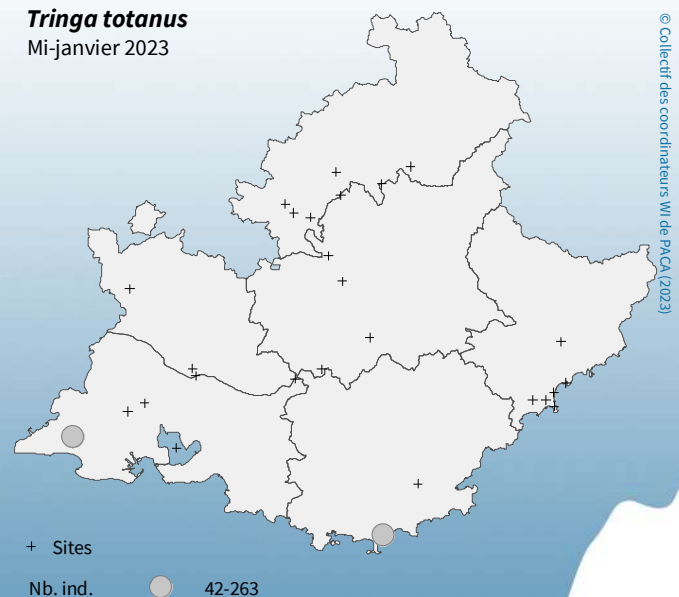 Tringa totanus
Mi-janvier 2023
© Collectif des coordinateurs WI de PACA (2023)
+ Sites
Nb. ind. 42-263